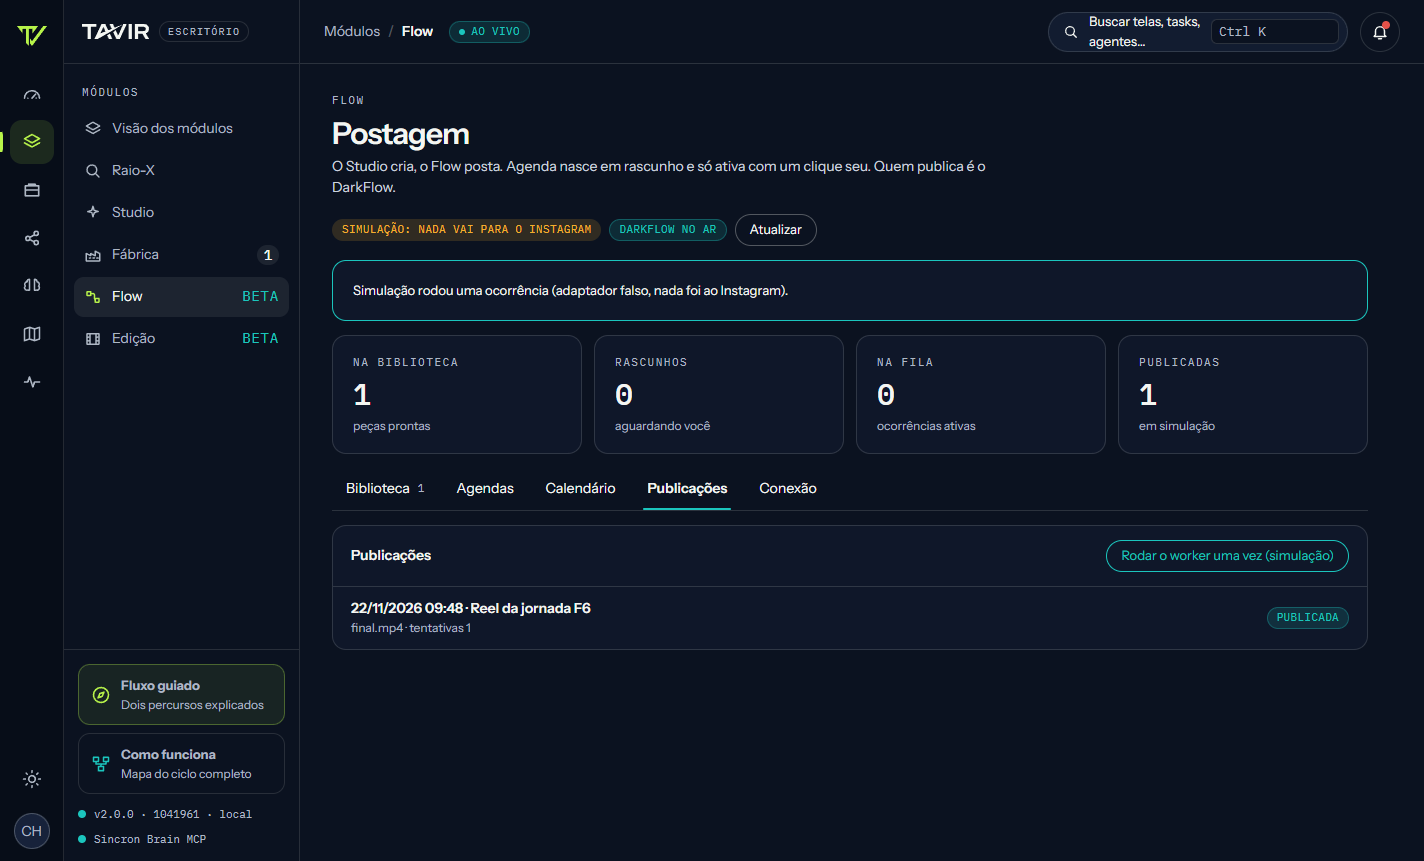 TAVIR ESCRITÓRIO
Módulos / Flow AO VIVO
Buscar telas, tasks,
agentes...
Ctrl K
MÓDULOS
Visão dos módulos
Raio-X
Studio
Fábrica 1
Flow BETA
Edição BETA
Fluxo guiado
Dois percursos explicados
Como funciona
Mapa do ciclo completo
v2.0.0 · 1041961 · local
Sincron Brain MCP
CH
FLOW
Postagem
O Studio cria, o Flow posta. Agenda nasce em rascunho e só ativa com um clique seu. Quem publica é o
DarkFlow.
SIMULAÇÃO: NADA VAI PARA O INSTAGRAM DARKFLOW NO AR Atualizar
Simulação rodou uma ocorrência (adaptador falso, nada foi ao Instagram).
NA BIBLIOTECA
1
peças prontas
RASCUNHOS
0
aguardando você
NA FILA
0
ocorrências ativas
PUBLICADAS
1
em simulação
Biblioteca 1 Agendas Calendário Publicações Conexão
Publicações Rodar o worker uma vez (simulação)
22/11/2026 09:48 · Reel da jornada F6
final.mp4 · tentativas 1
PUBLICADA